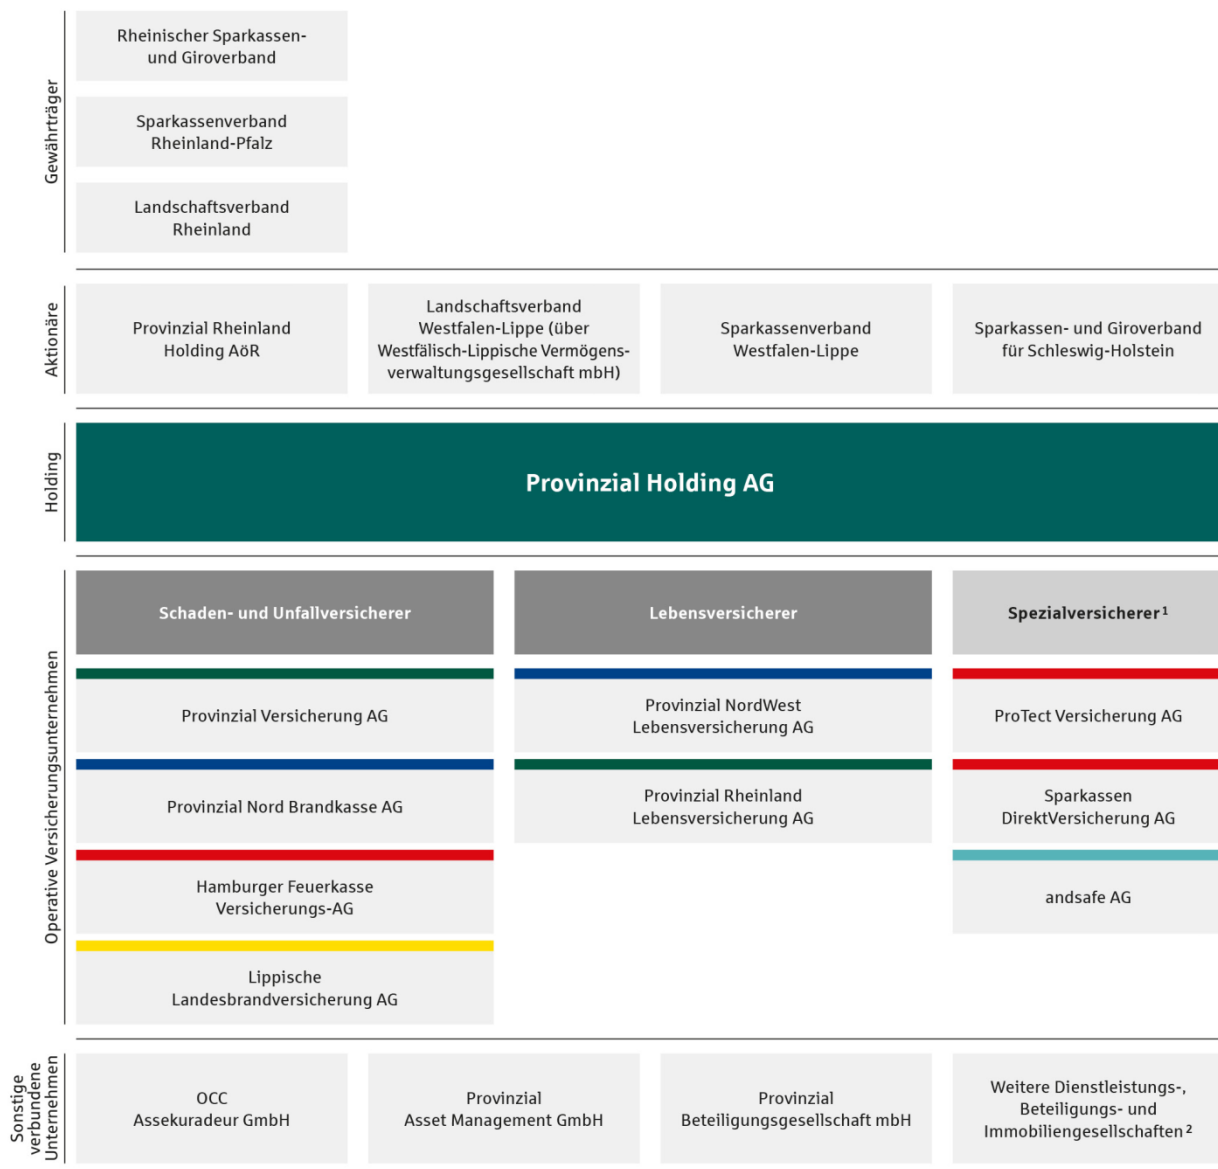 Gewährträger
Rheinischer Sparkassen-
und Giroverband
Sparkassenverband
Rheinland-Pfalz
Landschaftsverband
Rheinland
Aktionäre
Provinzial Rheinland
Holding AöR
Landschaftsverband
Westfalen-Lippe (über
Westfälisch-Lippische Vermögens-
verwaltungsgesellschaft mbH)
Sparkassenverband
Westfalen-Lippe
Sparkassen- und Giroverband
für Schleswig-Holstein
Holding
Provinzial Holding AG
Operative Versicherungsunternehmen
Schaden- und Unfallversicherer
Provinzial Versicherung AG
Provinzial Nord Brandkasse AG
Hamburger Feuerkasse
Versicherungs-AG
Lippische
Landesbrandversicherung AG
Lebensversicherer
Provinzial NordWest
Lebensversicherung AG
Provinzial Rheinland
Lebensversicherung AG
Spezialversicherer¹
ProTect Versicherung AG
Sparkassen
DirektVersicherung AG
andsafe AG
Sonstige
verbundene
Unternehmen
OCC
Assekuradeur GmbH
Provinzial
Asset Management GmbH
Provinzial
Beteiligungsgesellschaft mbH
Weitere Dienstleistungs-,
Beteiligungs- und
Immobiliengesellschaften²